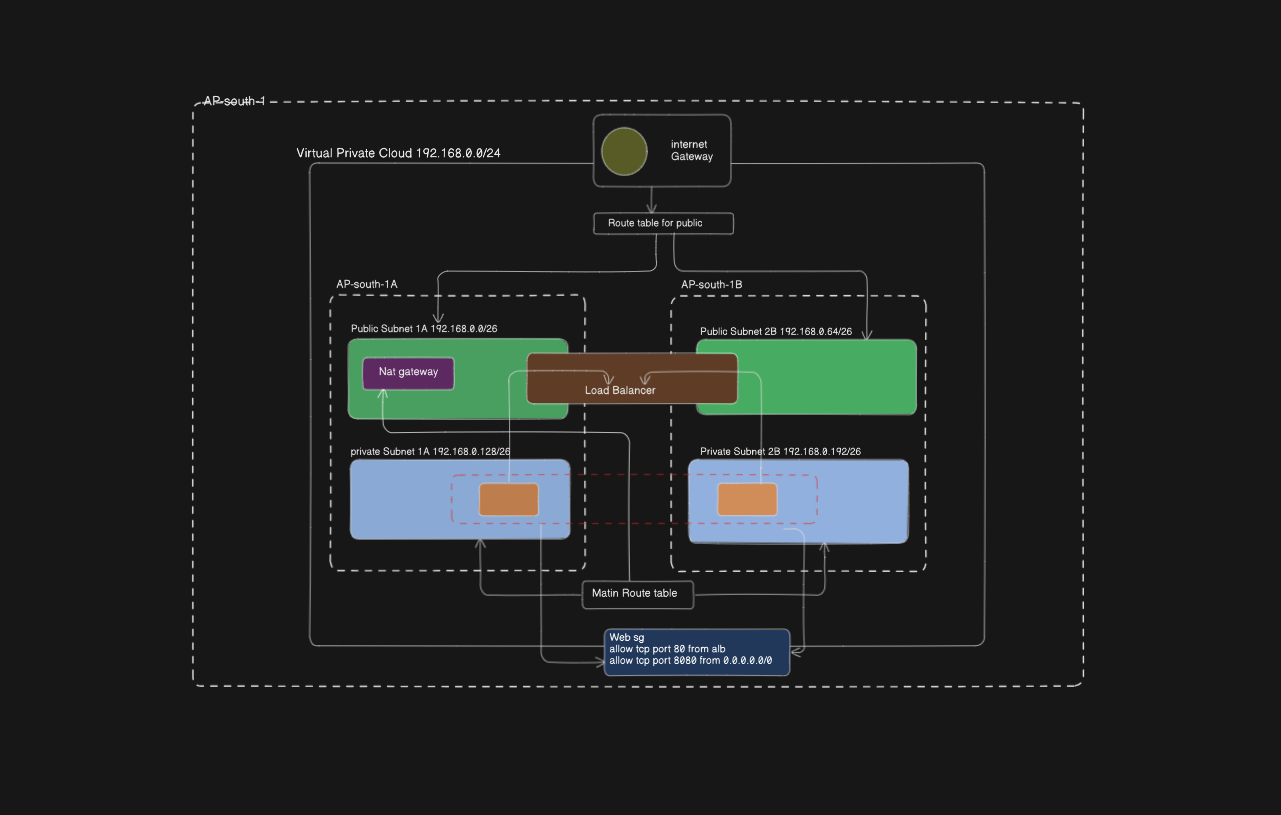 AP-south-1
internet
Gateway
Virtual Private Cloud 192.168.0.0/24
Route table for public
AP-south-1A
AP-south-1B
Public Subnet 1A 192.168.0.0/26
Public Subnet 2B 192.168.0.64/26
Nat gateway
Load Balancer
private Subnet 1A 192.168.0.128/26
Private Subnet 2B 192.168.0.192/26
Matin Route table
Web sg
allow tcp port 80 from alb
allow tcp port 8080 from 0.0.0.0.0/0